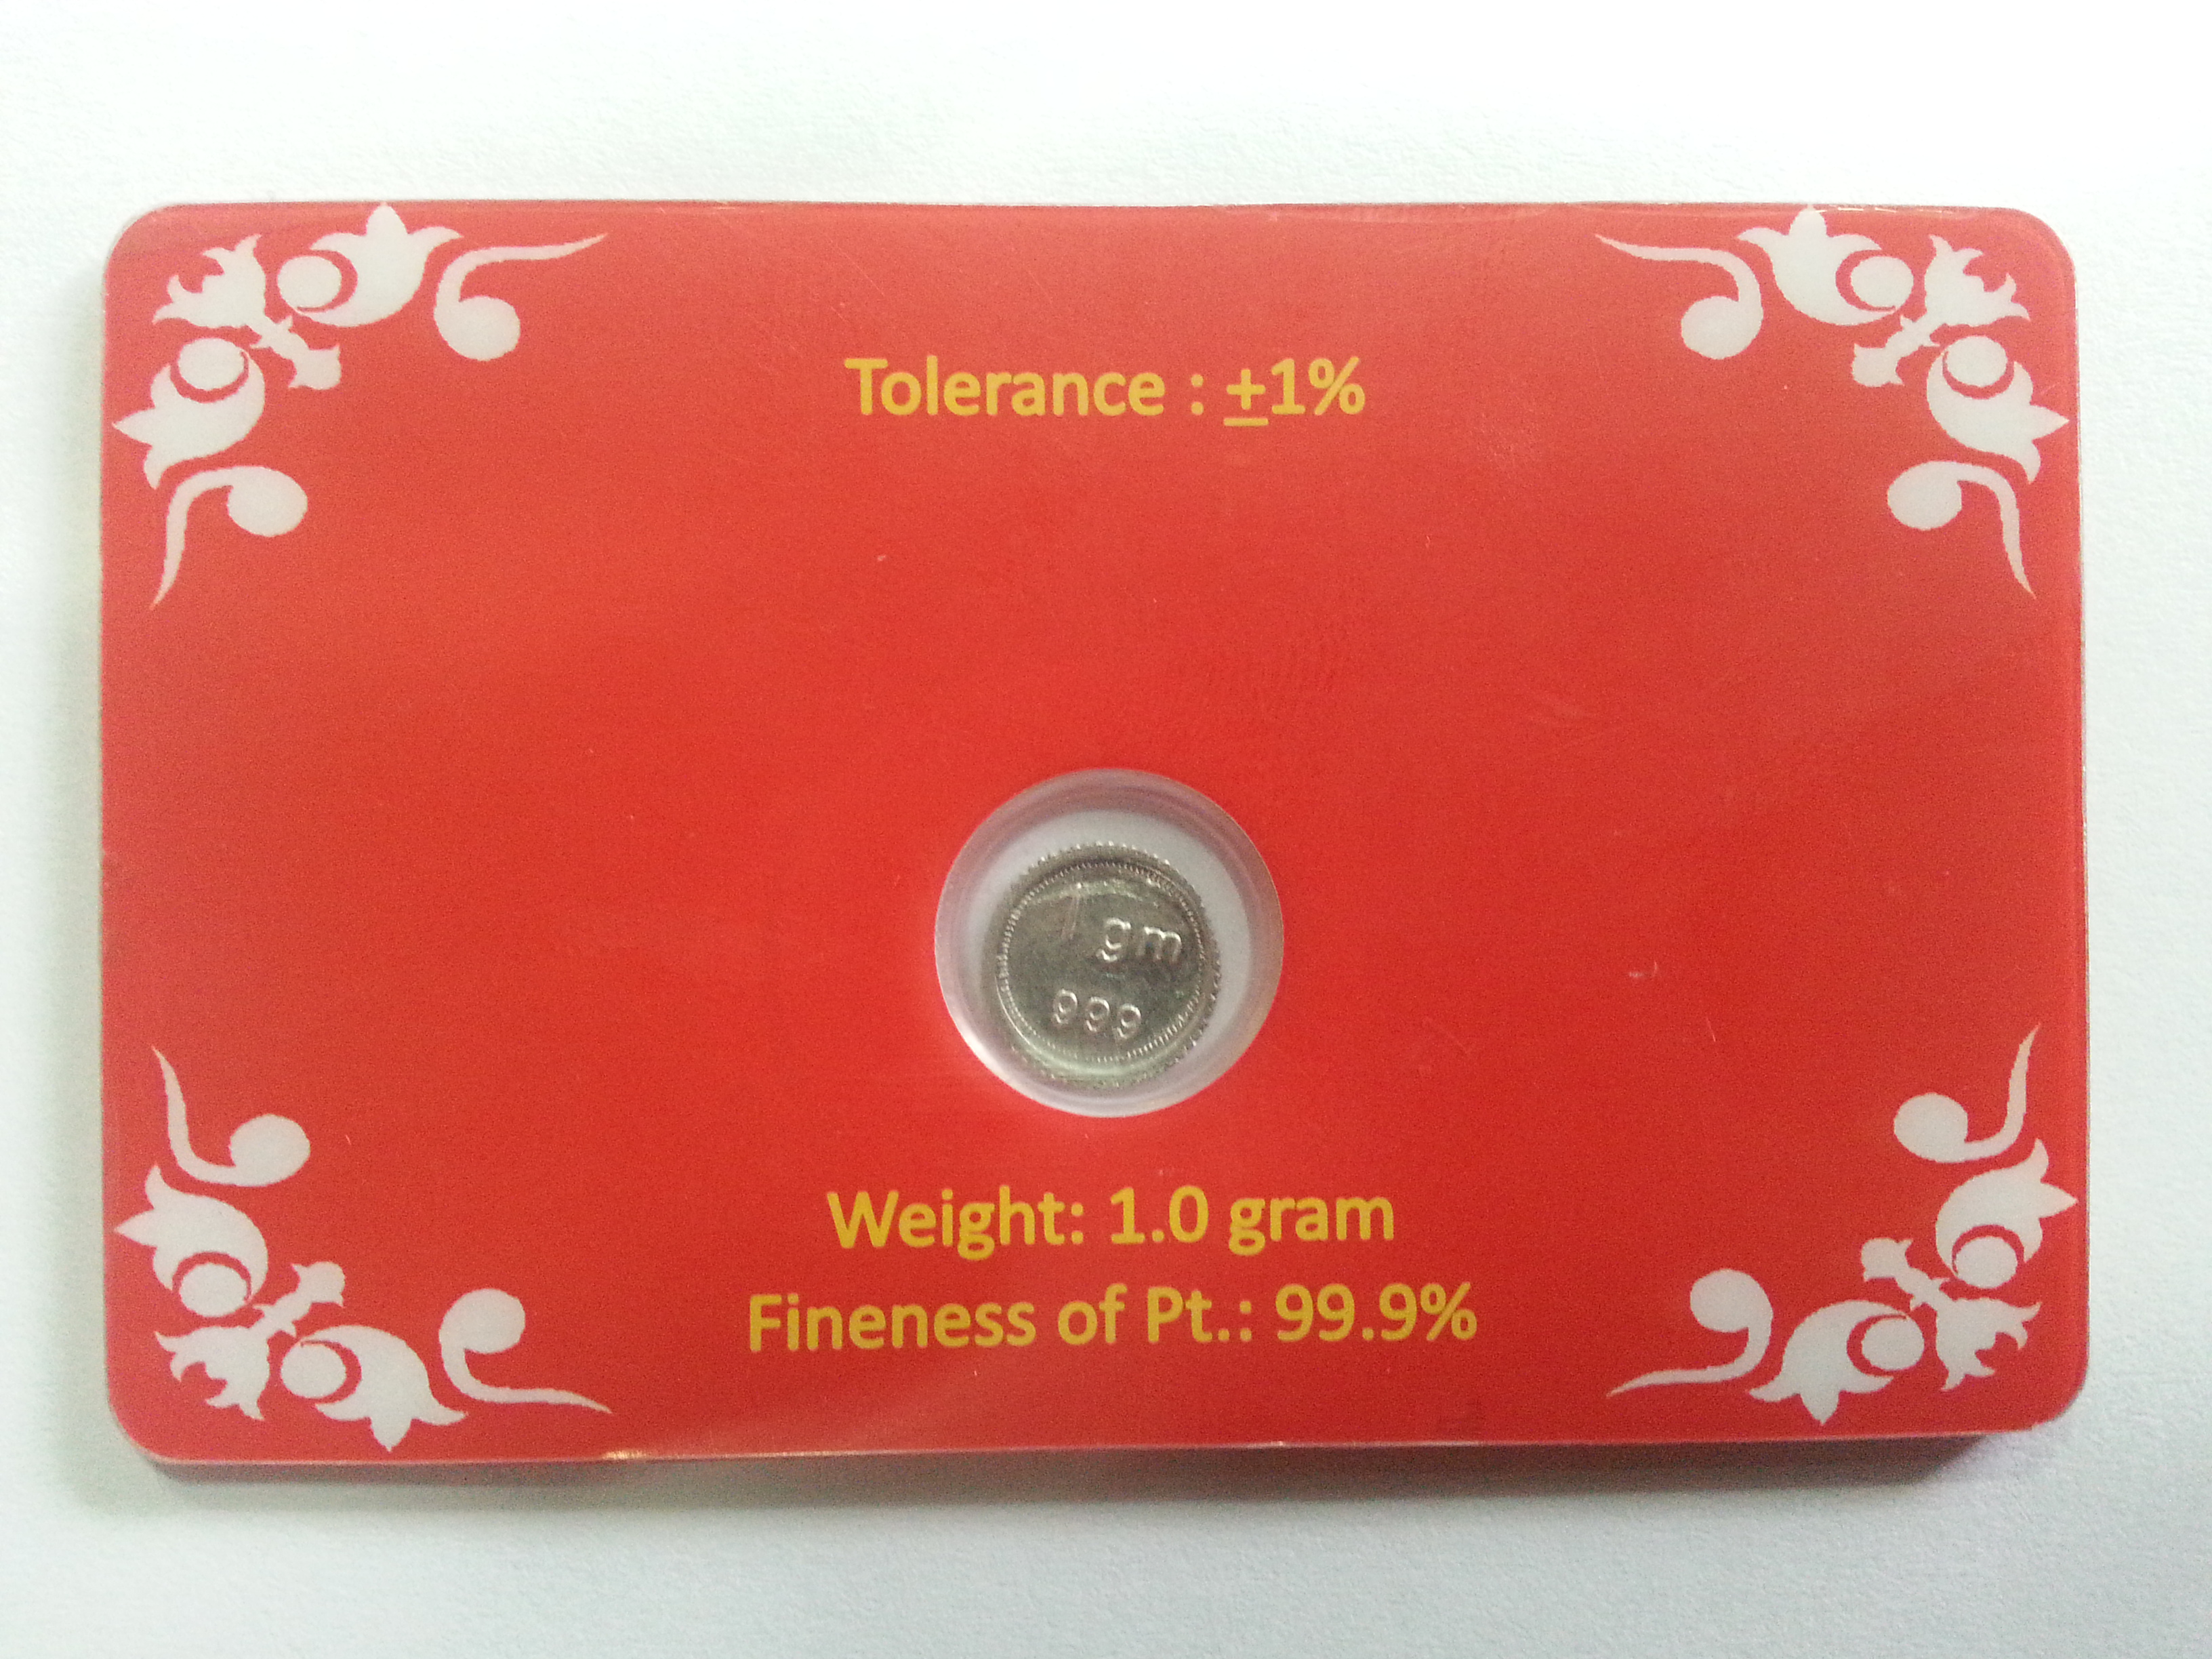 Tolerance : ±1%
1 gm
999
Weight: 1.0 gram
Fineness of Pt.: 99.9%